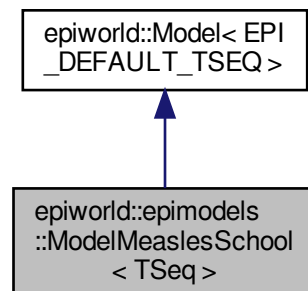 epiworld::Model< EPI
_DEFAULT_TSEQ >
epiworld::epimodels
::ModelMeaslesSchool
< TSeq >